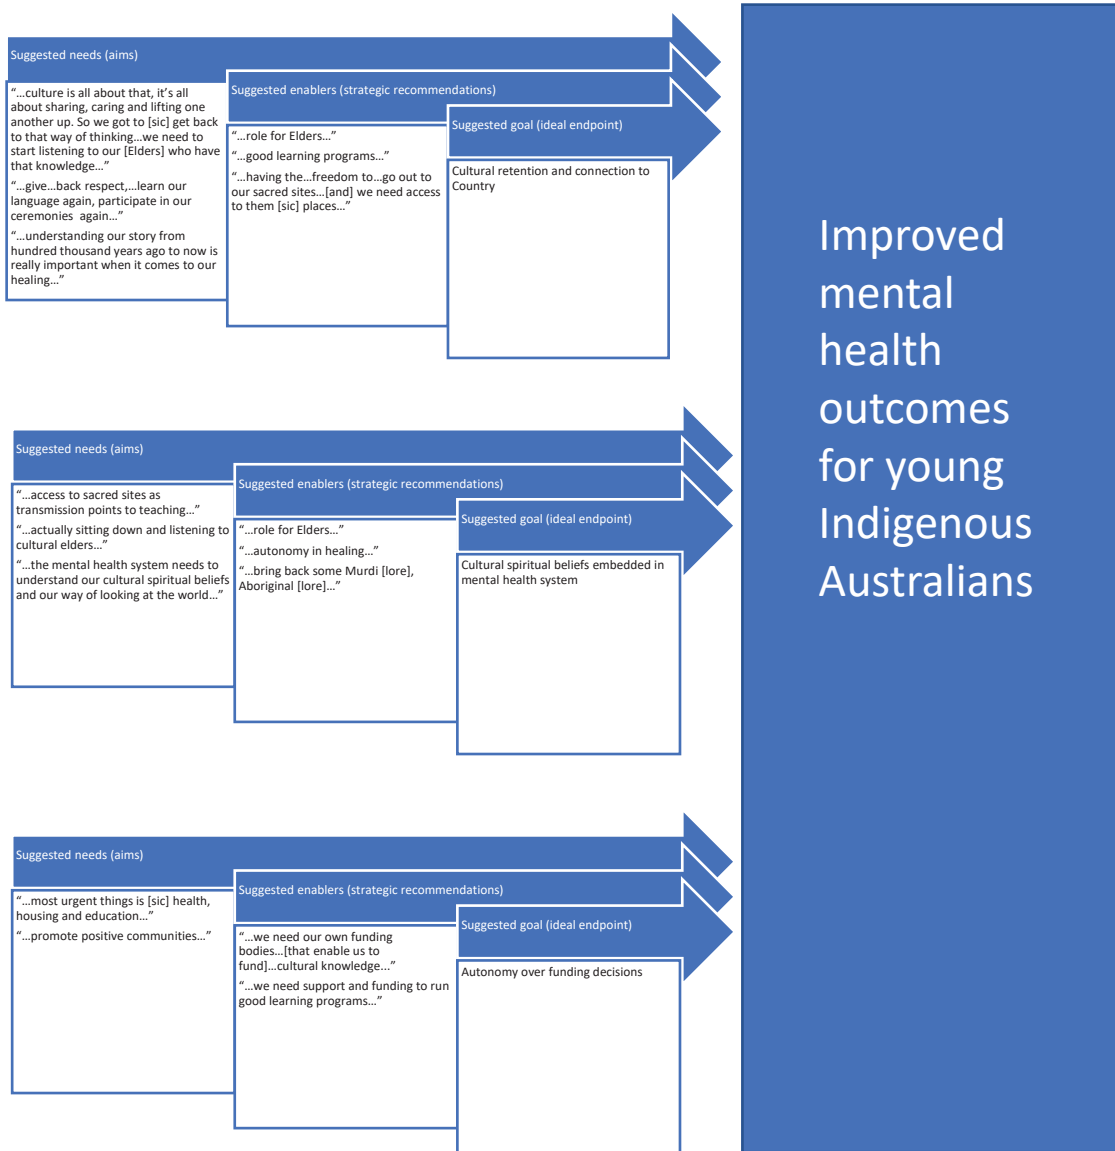 Suggested needs (aims)
“…culture is all about that, it’s all
about sharing, caring and lifting one
another up. So we got to [sic] get back
to that way of thinking…we need to
start listening to our [Elders] who have
that knowledge…”
“…give…back respect,…learn our
language again, participate in our
ceremonies  again…”
“…understanding our story from
hundred thousand years ago to now is
really important when it comes to our
healing…”
Suggested enablers (strategic recommendations)
“…role for Elders…”
“…good learning programs…”
“…having the…freedom to…go out to
our sacred sites…[and] we need access
to them [sic] places…”
Suggested goal (ideal endpoint)
Cultural retention and connection to
Country
Suggested needs (aims)
“…access to sacred sites as
transmission points to teaching…”
“…actually sitting down and listening to
cultural elders…”
“…the mental health system needs to
understand our cultural spiritual beliefs
and our way of looking at the world…”
Suggested enablers (strategic recommendations)
“…role for Elders…”
“…autonomy in healing…”
“…bring back some Murdi [lore],
Aboriginal [lore]…”
Suggested goal (ideal endpoint)
Cultural spiritual beliefs embedded in
mental health system
Suggested needs (aims)
“…most urgent things is [sic] health,
housing and education…”
“…promote positive communities…”
Suggested enablers (strategic recommendations)
“…we need our own funding
bodies…[that enable us to
fund]…cultural knowledge...”
“…we need support and funding to run
good learning programs…”
Suggested goal (ideal endpoint)
Autonomy over funding decisions
Improved
mental
health
outcomes
for young
Indigenous
Australians